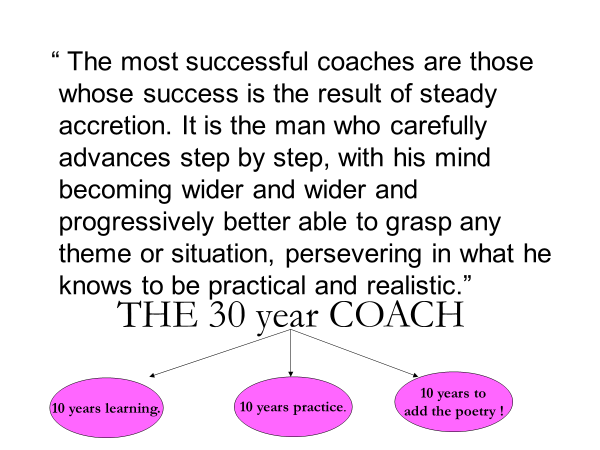 “ The most successful coaches are those
whose success is the result of steady
accretion. It is the man who carefully
advances step by step, with his mind
becoming wider and wider and
progressively better able to grasp any
theme or situation, persevering in what he
knows to be practical and realistic.”
THE 30 year COACH
10 years learning.
10 years practice.
10 years to
add the poetry !